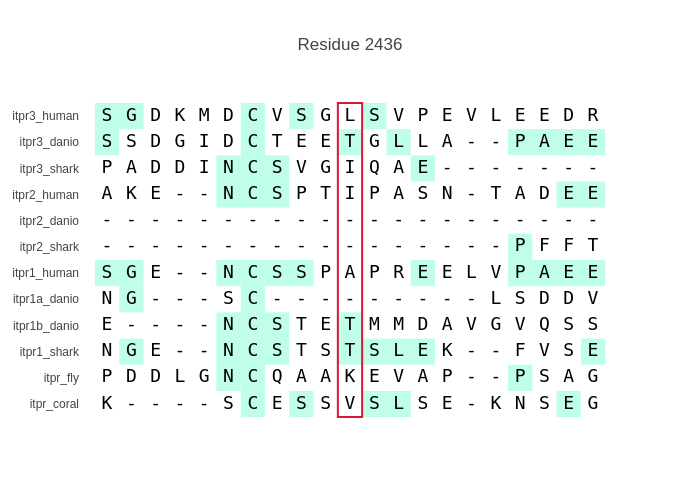 Residue 2436
itpr3_human S G D K M D C V S G L S V P E V L E E D R
itpr3_danio S S D G I D C T E E T G L L A - - P A E E
itpr3_shark P A D D I N C S V G I Q A E - - - - - - -
itpr2_human A K E - - N C S P T I P A S N - T A D E E
itpr2_danio - - - - - - - - - - - - - - - - - - - - -
itpr2_shark - - - - - - - - - - - - - - - - - P F F T
itpr1_human S G E - - N C S S P A P R E E L V P A E E
itpr1a_danio N G - - - S C - - - - - - - - - L S D D V
itpr1b_danio E - - - - N C S T E T M M D A V G V Q S S
itpr1_shark N G E - - N C S T S T S L E K - - F V S E
itpr_fly P D D L G N C Q A A K E V A P - - P S A G
itpr_coral K - - - - S C E S S V S L S E - K N S E G